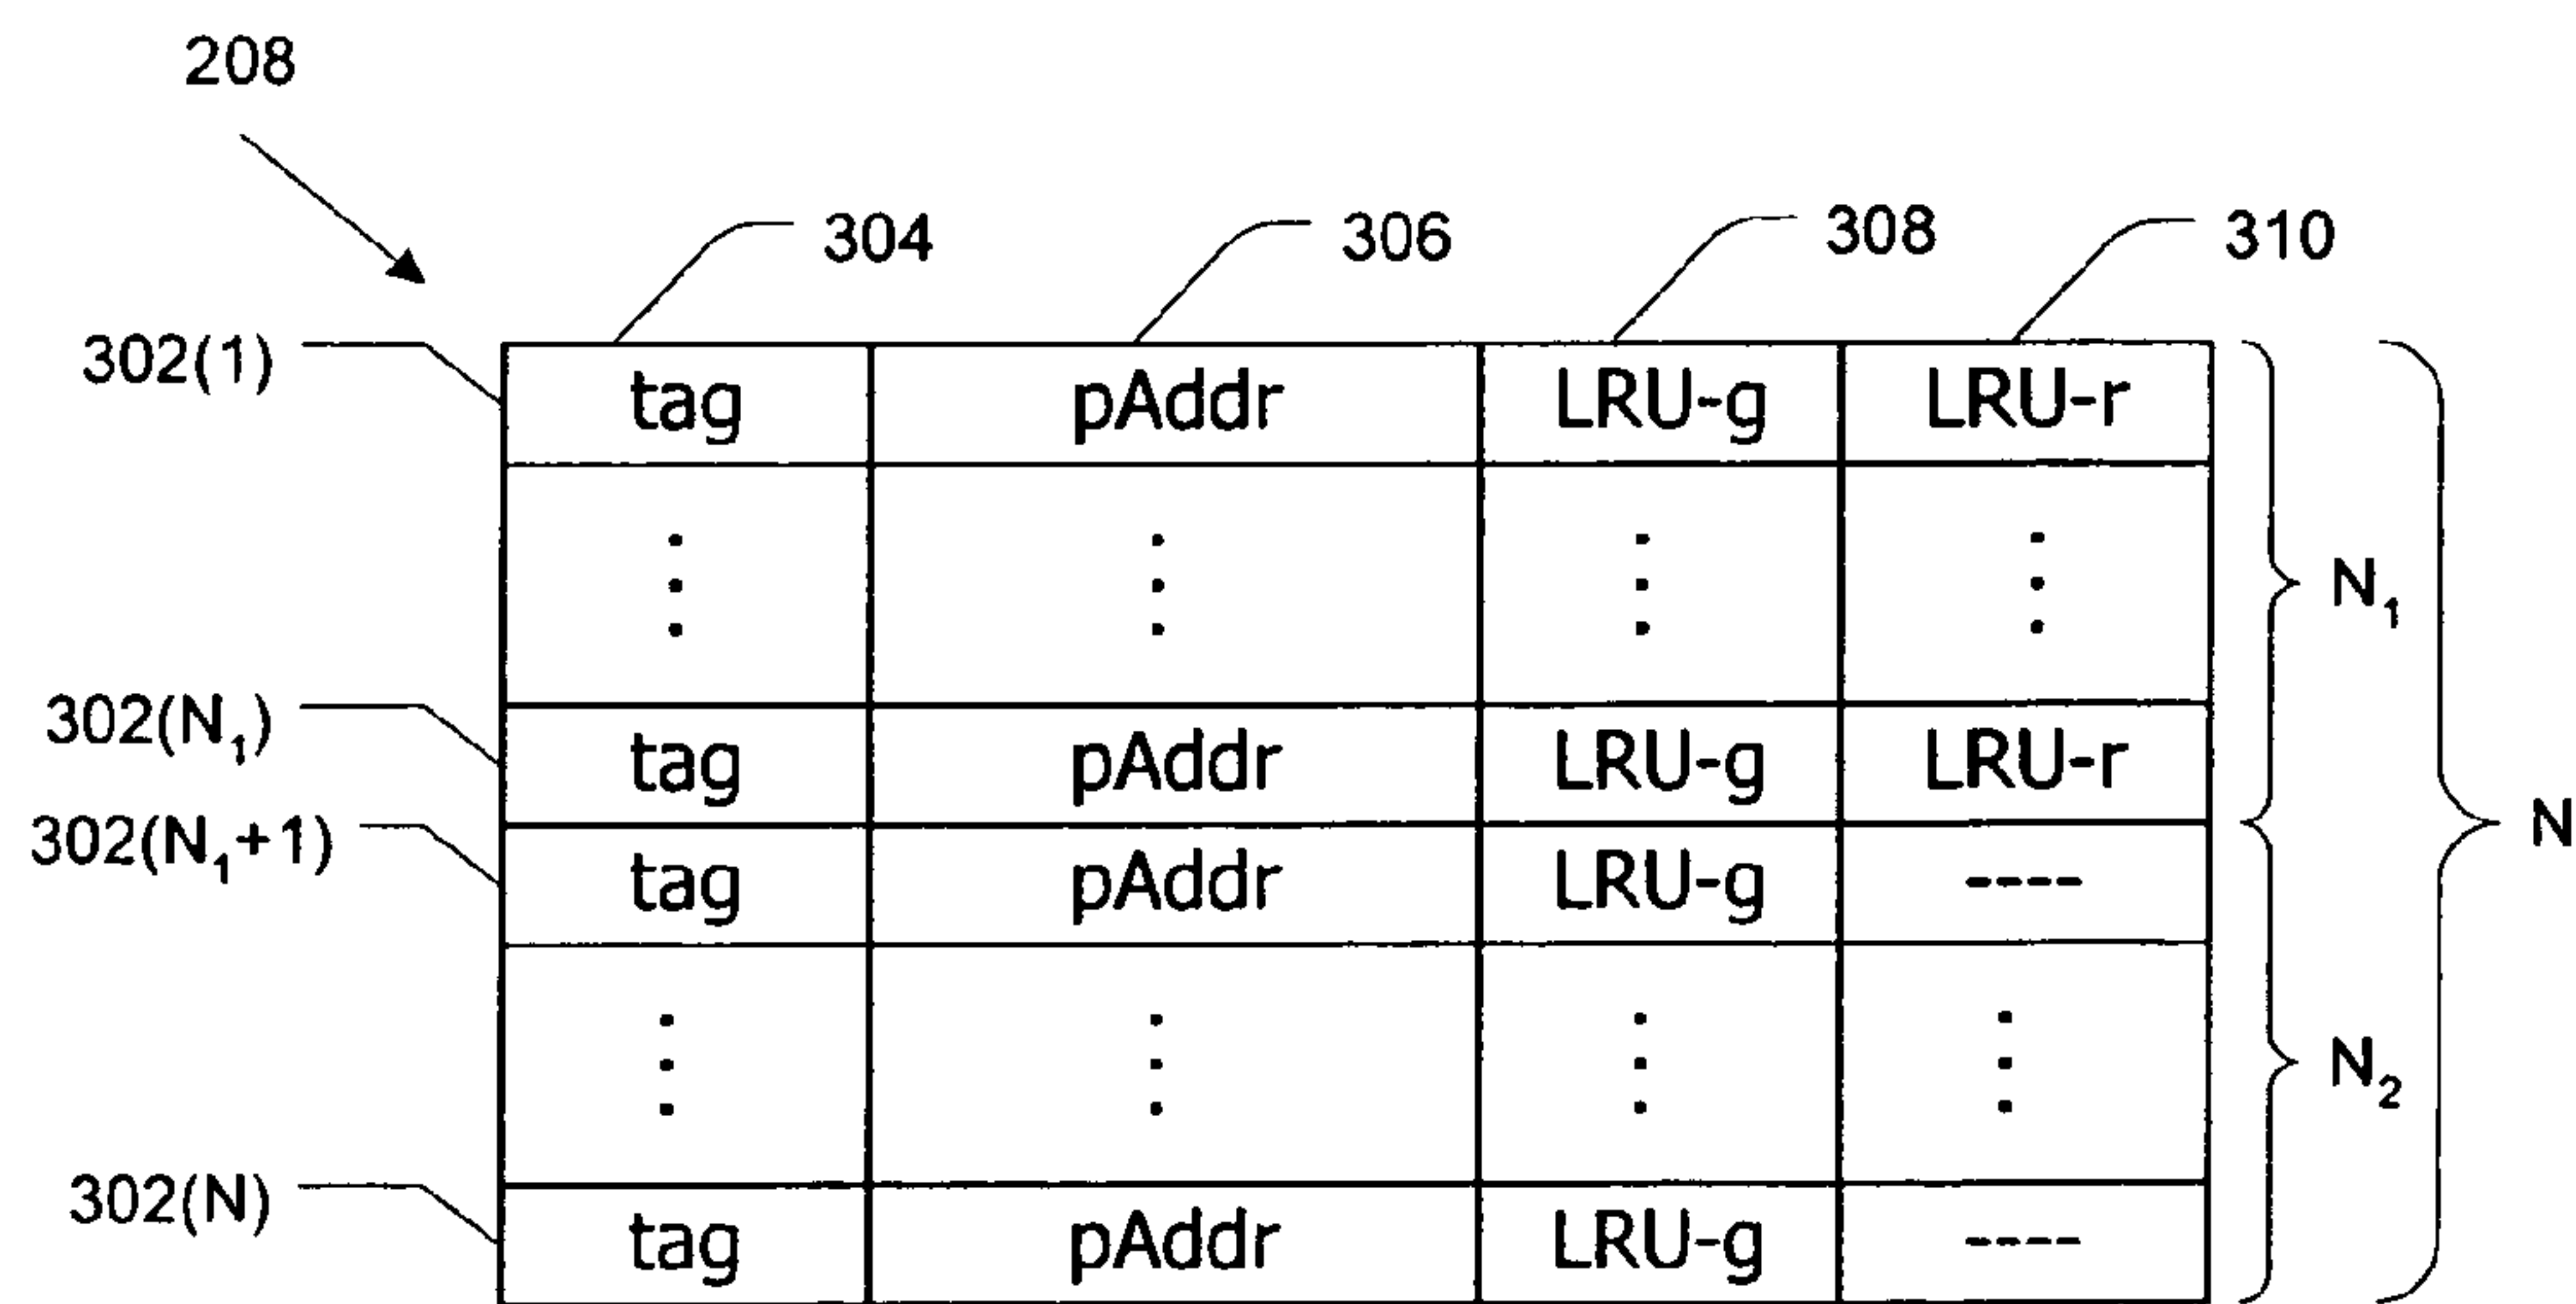 208
304 306 308 310
302(1) tag pAddr LRU-g LRU-r
N₁
302(N₁) tag pAddr LRU-g LRU-r
N
302(N₁+1) tag pAddr LRU-g ----
N₂
302(N) tag pAddr LRU-g ----